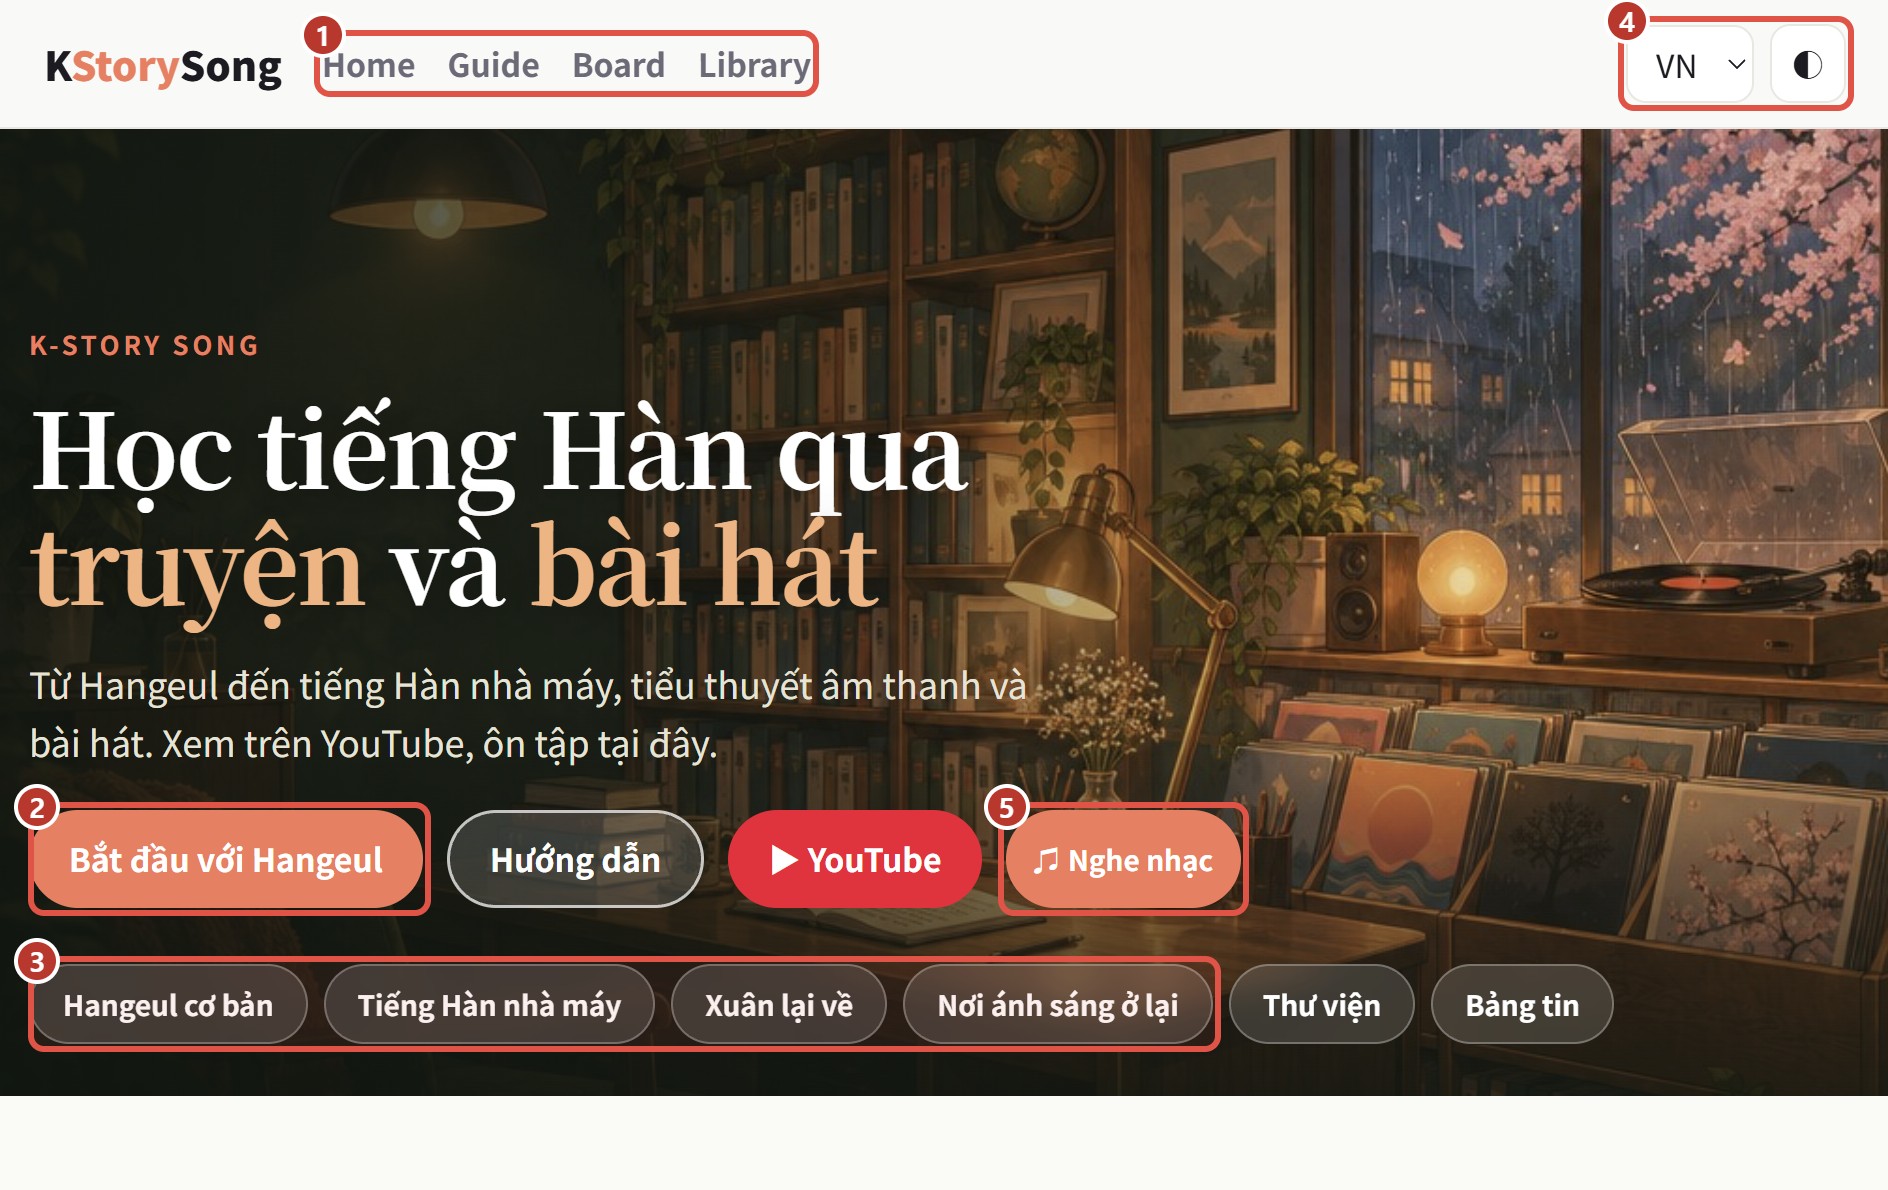 KStorySong
1
Home Guide Board Library
4
VN
K-STORY SONG
Học tiếng Hàn qua
truyện và bài hát
Từ Hangeul đến tiếng Hàn nhà máy, tiểu thuyết âm thanh và
bài hát. Xem trên YouTube, ôn tập tại đây.
2
Bắt đầu với Hangeul
Hướng dẫn
▶ YouTube
5
♫ Nghe nhạc
3
Hangeul cơ bản
Tiếng Hàn nhà máy
Xuân lại về
Nơi ánh sáng ở lại
Thư viện
Bảng tin